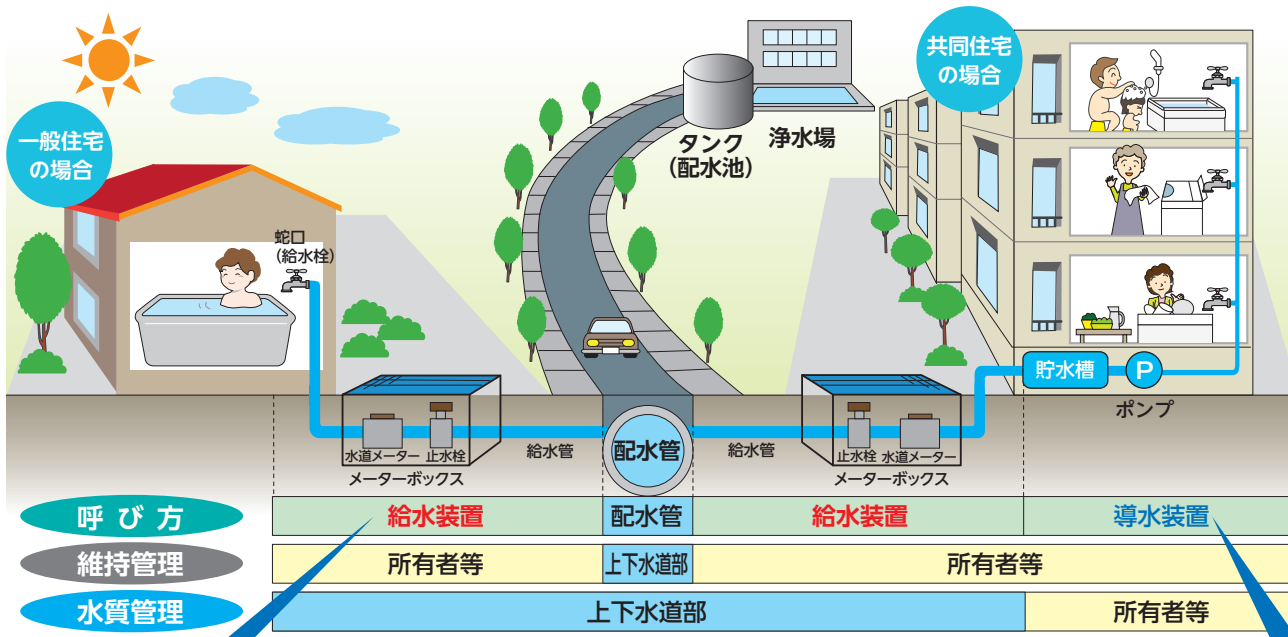 共同住宅
の場合
一般住宅
の場合
タンク
(配水池)
浄水場
蛇口
(給水栓)
貯水槽
P
ポンプ
水道メーター
止水栓
メーターボックス
給水管
配水管
給水管
止水栓
水道メーター
メーターボックス
呼び方
給水装置
配水管
給水装置
導水装置
維持管理
所有者等
上下水道部
所有者等
水質管理
上下水道部
所有者等